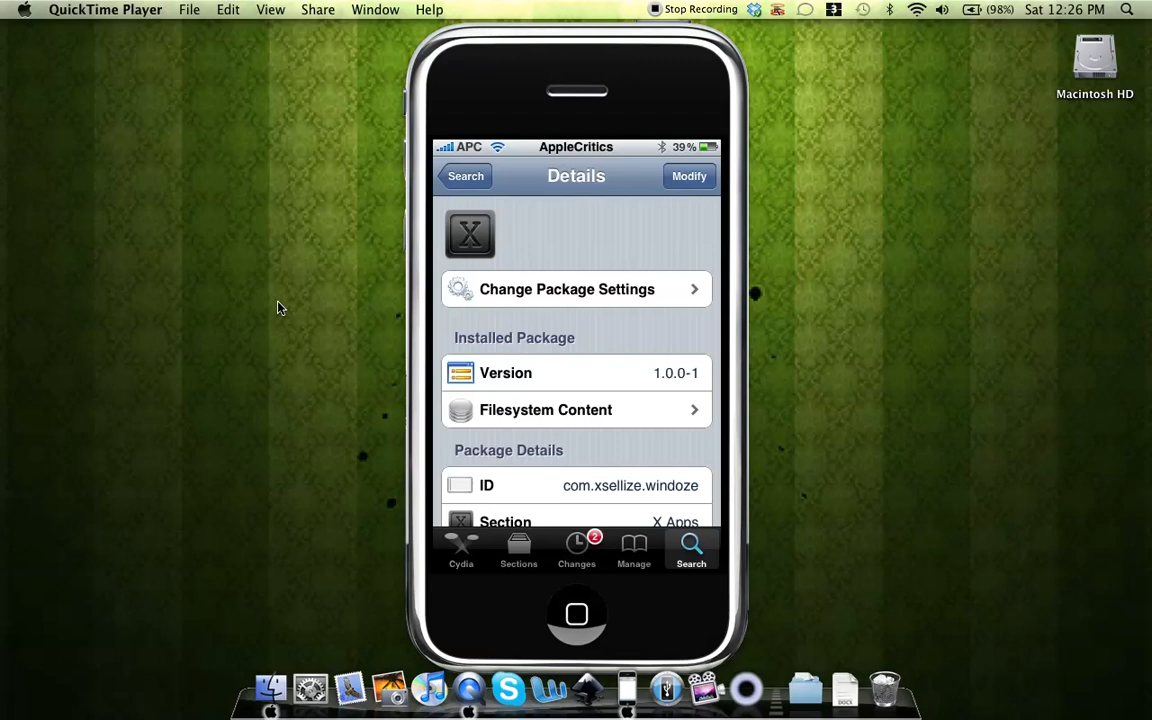 QuickTime Player File Edit View Share Window Help Stop Recording 3 (98%) Sat 12:26 PM
Macintosh HD
APC AppleCritics 39%
Search Details Modify
X
Change Package Settings
Installed Package
Version 1.0.0-1
Filesystem Content
Package Details
ID com.xsellize.windoze
Section X Apps
2
Cydia Sections Changes Manage Search
DOCX